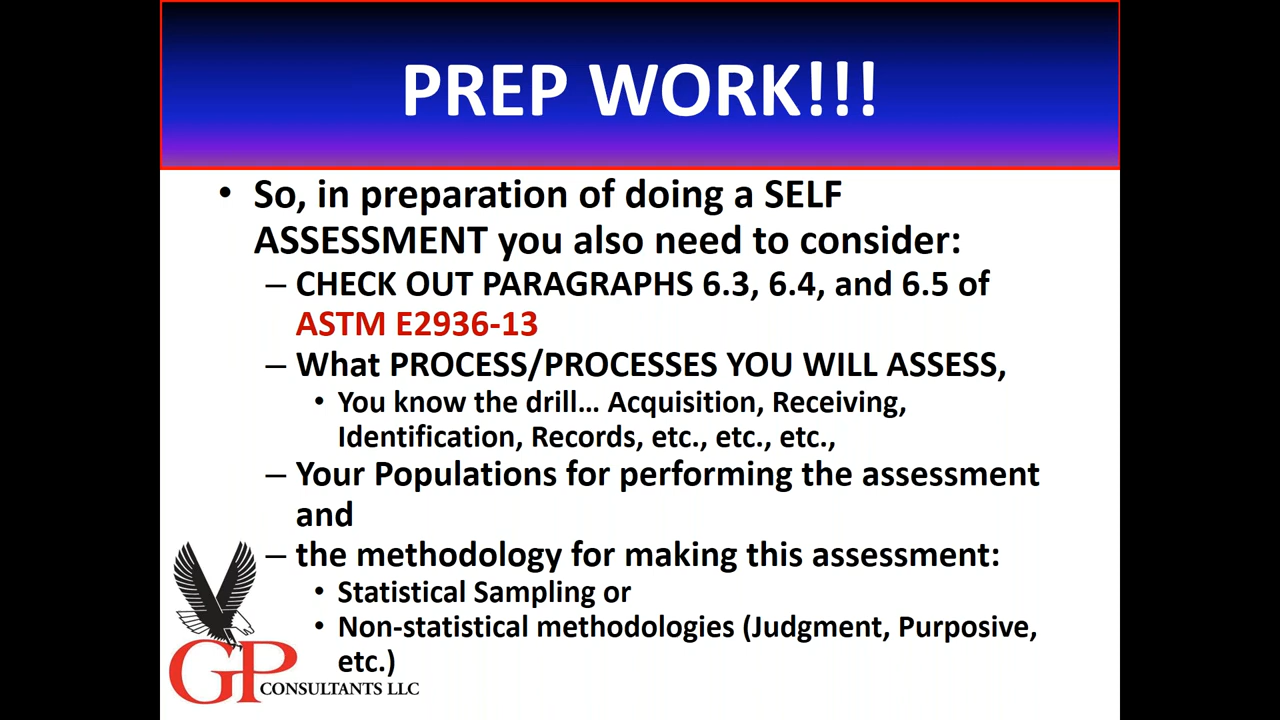 PREP WORK!!!
• So, in preparation of doing a SELF
ASSESSMENT you also need to consider:
– CHECK OUT PARAGRAPHS 6.3, 6.4, and 6.5 of
ASTM E2936-13
– What PROCESS/PROCESSES YOU WILL ASSESS,
• You know the drill... Acquisition, Receiving,
Identification, Records, etc., etc., etc.,
– Your Populations for performing the assessment
and
– the methodology for making this assessment:
• Statistical Sampling or
• Non-statistical methodologies (Judgment, Purposive,
etc.)
GP CONSULTANTS LLC